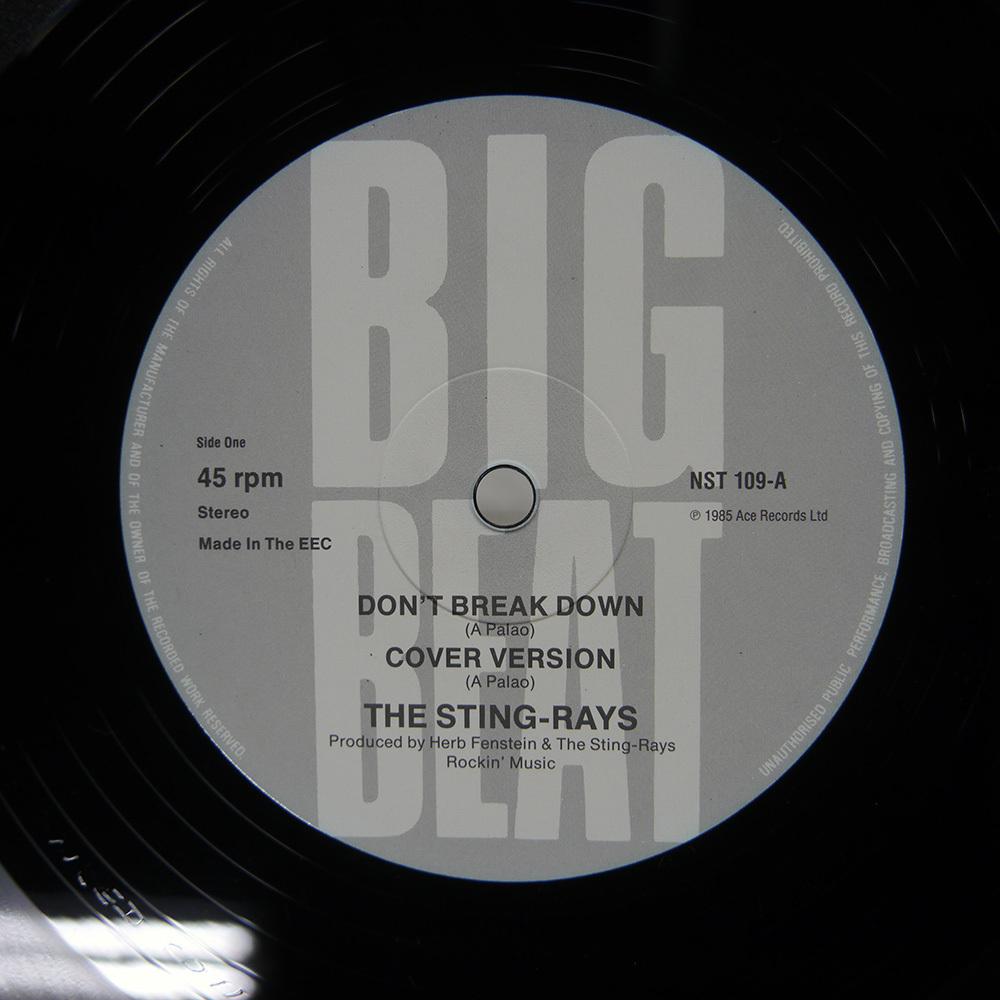 BIG
BEAT
Side One
45 rpm
Stereo
Made In The EEC
NST 109-A
℗ 1985 Ace Records Ltd
DON'T BREAK DOWN
(A Palao)
COVER VERSION
(A Palao)
THE STING-RAYS
Produced by Herb Fenstein & The Sting-Rays
Rockin' Music
ALL RIGHTS OF THE MANUFACTURER AND OF THE OWNER OF THE RECORDED WORK RESERVED
UNAUTHORISED PUBLIC PERFORMANCE, BROADCASTING AND COPYING OF THIS RECORD PROHIBITED